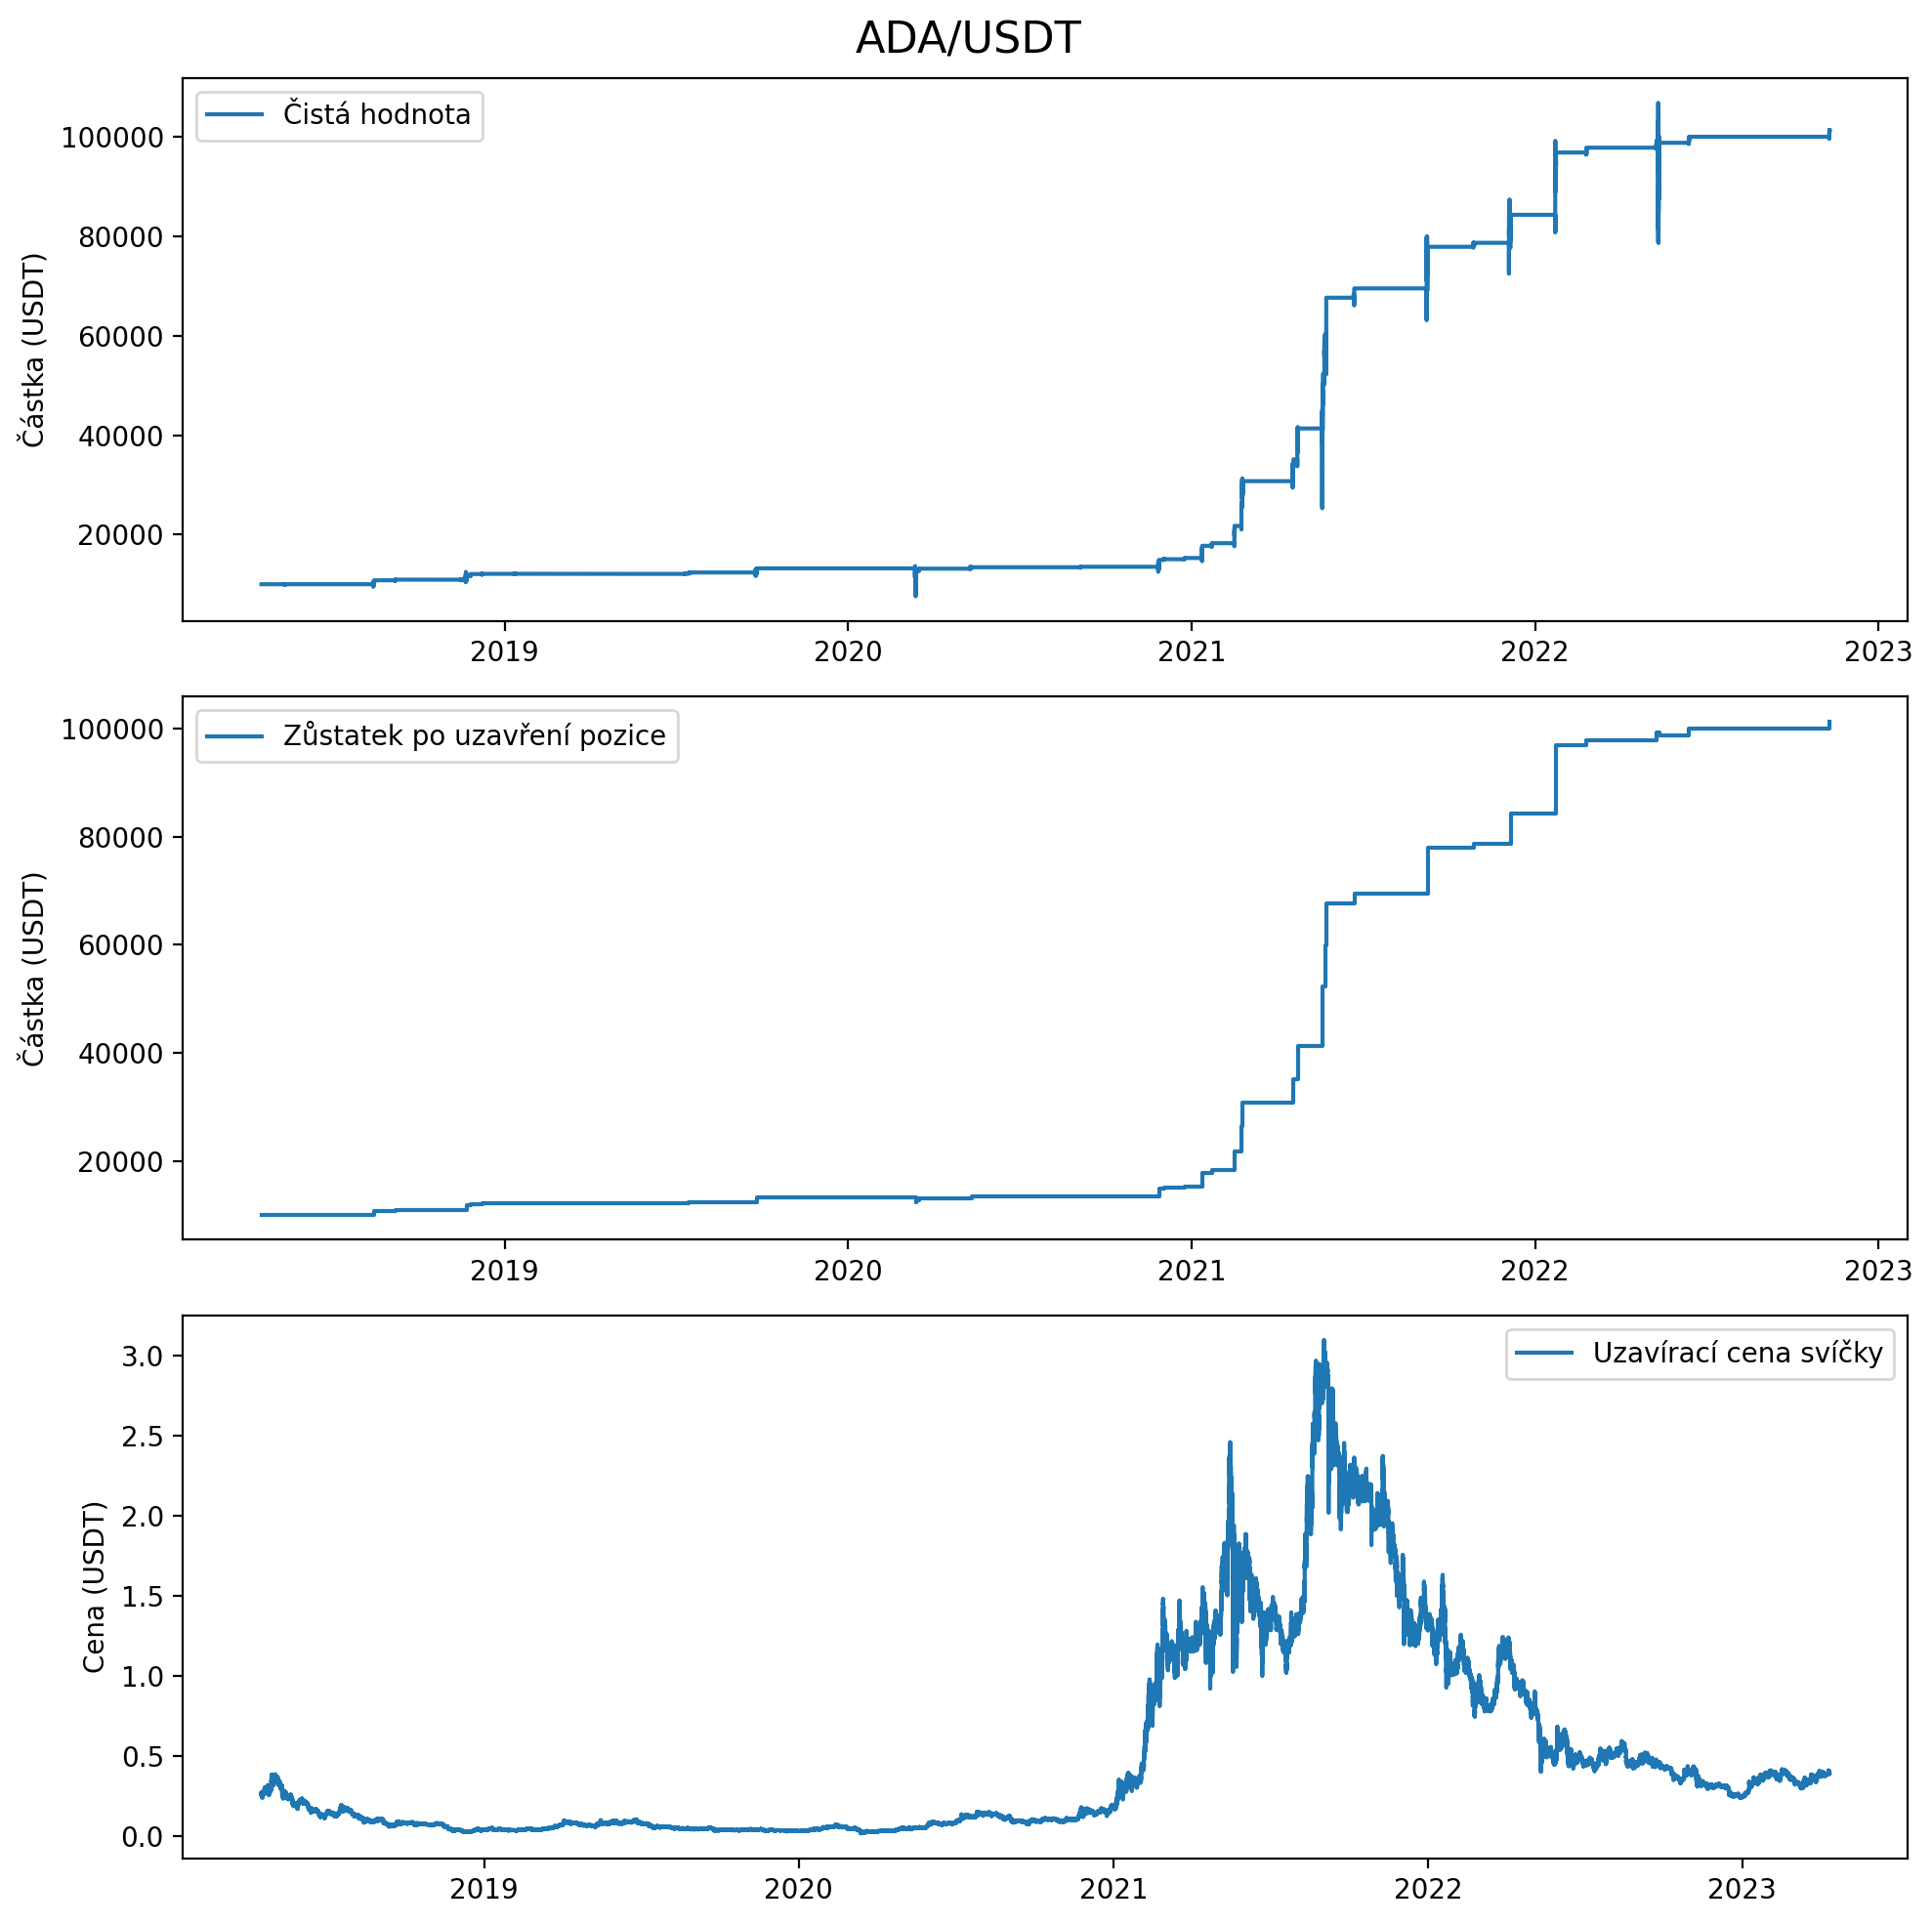 ADA/USDT
Čistá hodnota
Částka (USDT)
100000
80000
60000
40000
20000
2019 2020 2021 2022 2023
Zůstatek po uzavření pozice
Částka (USDT)
100000
80000
60000
40000
20000
2019 2020 2021 2022 2023
Uzavírací cena svíčky
Cena (USDT)
3.0
2.5
2.0
1.5
1.0
0.5
0.0
2019 2020 2021 2022 2023